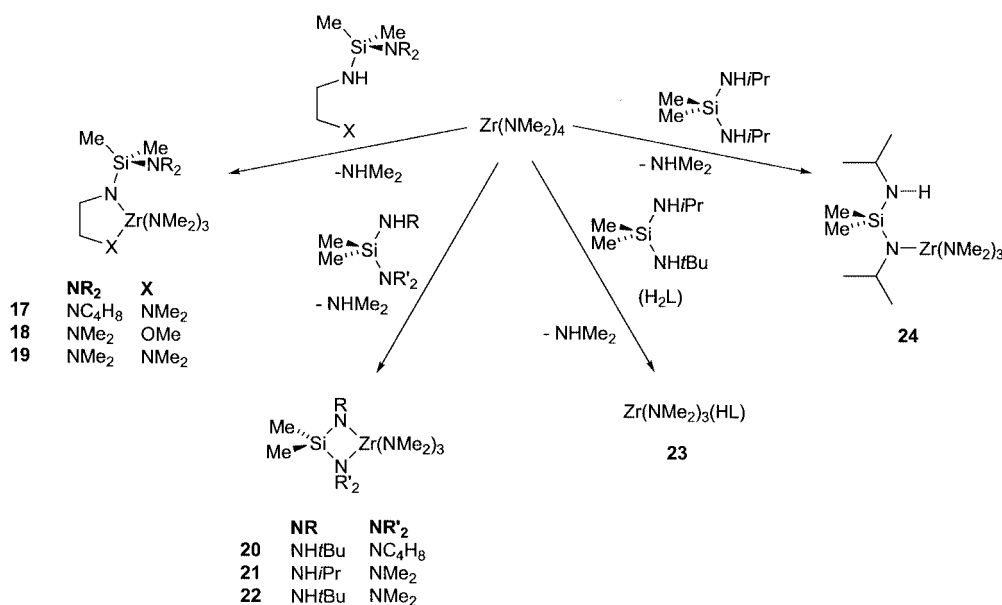 Me
Me
Si
NR2
NH
X
Zr(NMe2)4
-NHMe2
NHiPr
Me
Me
Si
NHiPr
- NHMe2
Me
Me
Si
NR2
N
Zr(NMe2)3
X
NHR
Me
Me
Si
NR'2
- NHMe2
NHiPr
Me
Me
Si
NHtBu
(H2L)
- NHMe2
N
H
Me
Me
Si
N
Zr(NMe2)3
24
NR2 X
17 NC4H8 NMe2
18 NMe2 OMe
19 NMe2 NMe2
R
N
Me
Me
Si
Zr(NMe2)3
N
R'2
Zr(NMe2)3(HL)
23
NR NR'2
20 NHtBu NC4H8
21 NHiPr NMe2
22 NHtBu NMe2